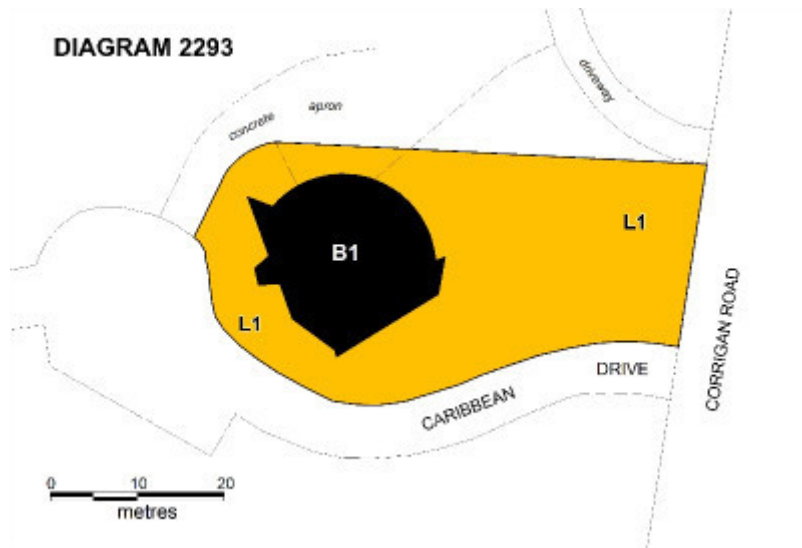 DIAGRAM 2293
driveway
concrete apron
L1
B1
L1
CORRIGAN ROAD
CARIBBEAN DRIVE
0 10 20
metres